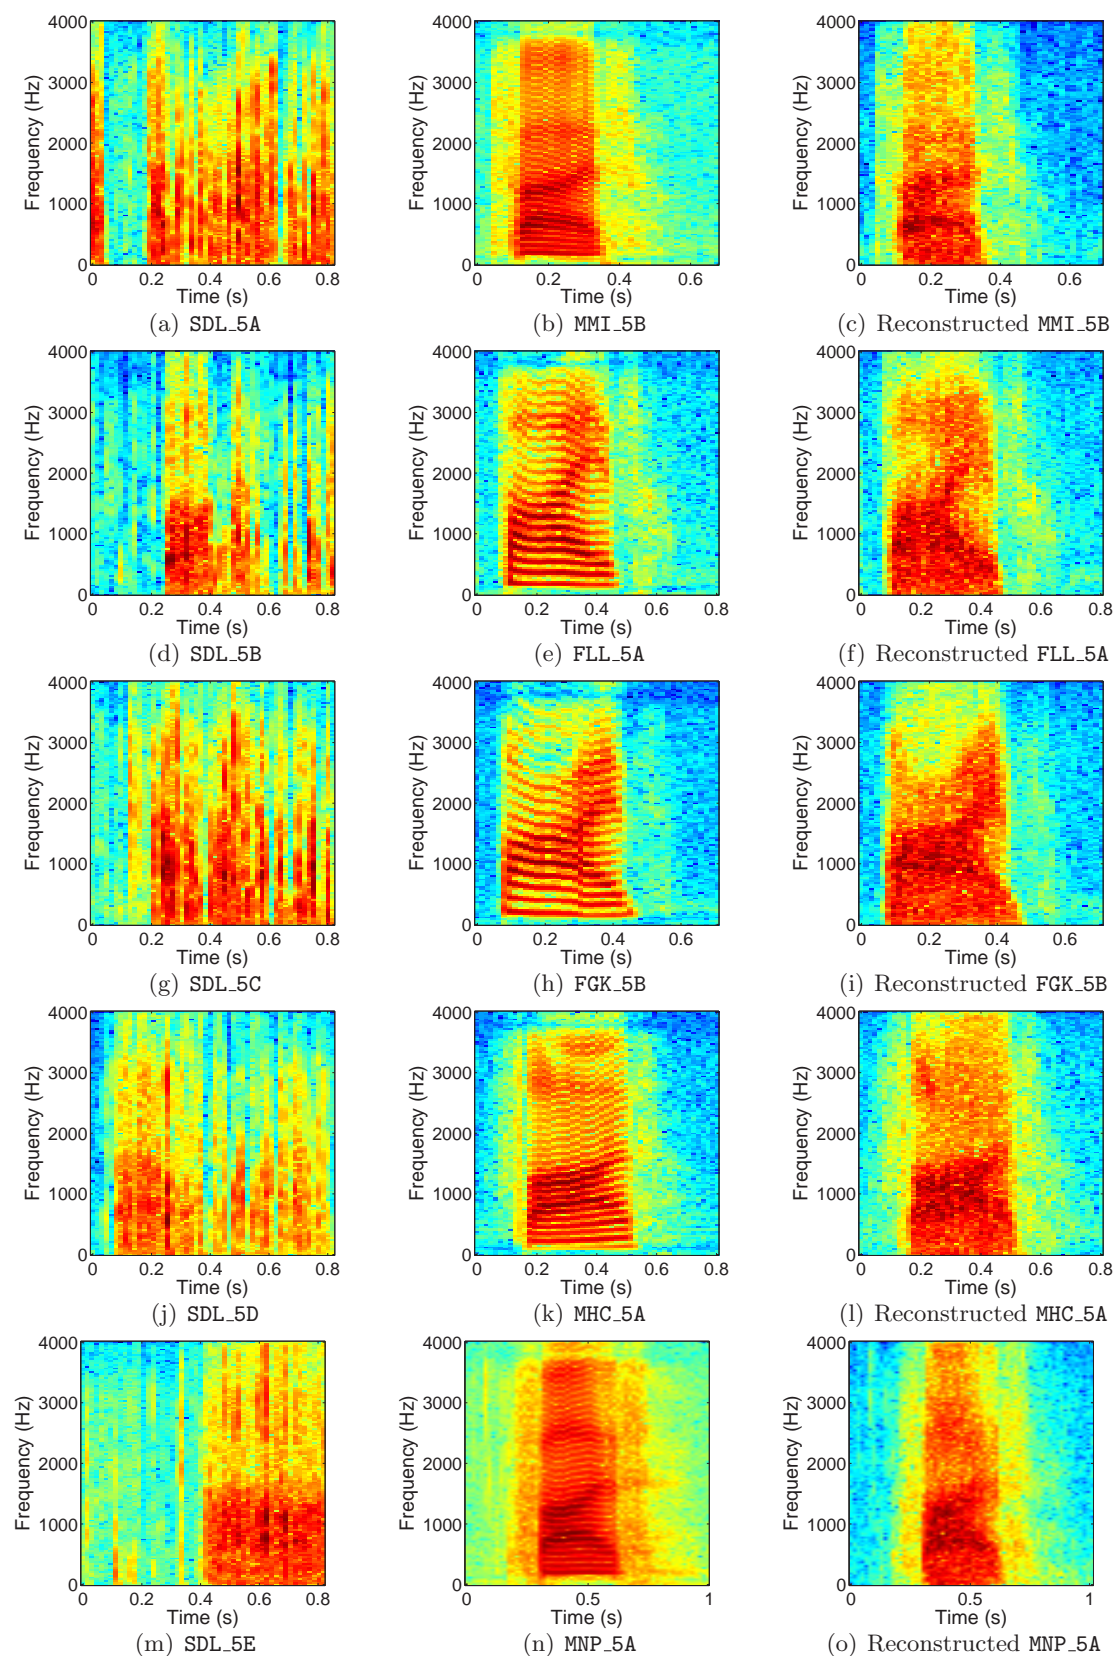 4000 4000 4000
3000 3000 3000
2000 2000 2000
1000 1000 1000
0 0 0
Frequency (Hz) Frequency (Hz) Frequency (Hz)
0 0.2 0.4 0.6 0.8 0 0.2 0.4 0.6 0 0.2 0.4 0.6
Time (s) Time (s) Time (s)
(a) SDL_5A (b) MMI_5B (c) Reconstructed MMI_5B
4000 4000 4000
3000 3000 3000
2000 2000 2000
1000 1000 1000
0 0 0
Frequency (Hz) Frequency (Hz) Frequency (Hz)
0 0.2 0.4 0.6 0.8 0 0.2 0.4 0.6 0.8 0 0.2 0.4 0.6 0.8
Time (s) Time (s) Time (s)
(d) SDL_5B (e) FLL_5A (f) Reconstructed FLL_5A
4000 4000 4000
3000 3000 3000
2000 2000 2000
1000 1000 1000
0 0 0
Frequency (Hz) Frequency (Hz) Frequency (Hz)
0 0.2 0.4 0.6 0.8 0 0.2 0.4 0.6 0 0.2 0.4 0.6
Time (s) Time (s) Time (s)
(g) SDL_5C (h) FGK_5B (i) Reconstructed FGK_5B
4000 4000 4000
3000 3000 3000
2000 2000 2000
1000 1000 1000
0 0 0
Frequency (Hz) Frequency (Hz) Frequency (Hz)
0 0.2 0.4 0.6 0.8 0 0.2 0.4 0.6 0.8 0 0.2 0.4 0.6 0.8
Time (s) Time (s) Time (s)
(j) SDL_5D (k) MHC_5A (l) Reconstructed MHC_5A
4000 4000 4000
3000 3000 3000
2000 2000 2000
1000 1000 1000
0 0 0
Frequency (Hz) Frequency (Hz) Frequency (Hz)
0 0.2 0.4 0.6 0.8 0 0.5 1 0 0.5 1
Time (s) Time (s) Time (s)
(m) SDL_5E (n) MNP_5A (o) Reconstructed MNP_5A